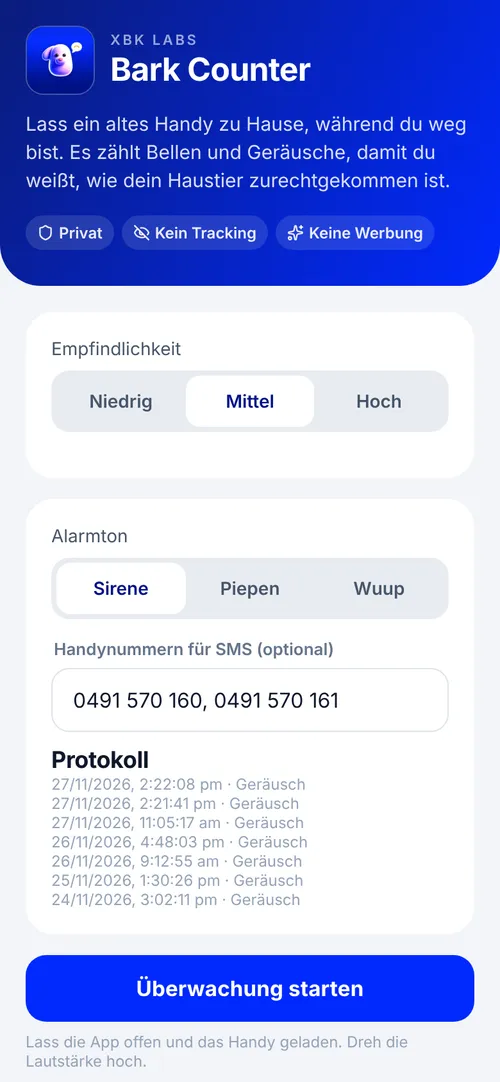 XBK LABS
Bark Counter
Lass ein altes Handy zu Hause, während du weg
bist. Es zählt Bellen und Geräusche, damit du
weißt, wie dein Haustier zurechtgekommen ist.
Privat
Kein Tracking
Keine Werbung
Empfindlichkeit
Niedrig
Mittel
Hoch
Alarmton
Sirene
Piepen
Wuup
Handynummern für SMS (optional)
0491 570 160, 0491 570 161
Protokoll
27/11/2026, 2:22:08 pm · Geräusch
27/11/2026, 2:21:41 pm · Geräusch
27/11/2026, 11:05:17 am · Geräusch
26/11/2026, 4:48:03 pm · Geräusch
26/11/2026, 9:12:55 am · Geräusch
25/11/2026, 1:30:26 pm · Geräusch
24/11/2026, 3:02:11 pm · Geräusch
Überwachung starten
Lass die App offen und das Handy geladen. Dreh die
Lautstärke hoch.